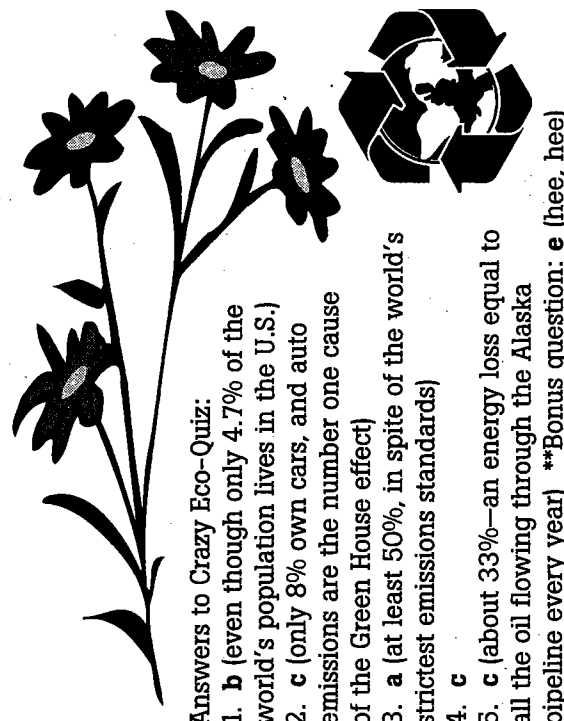 Answers to Crazy Eco-Quiz:
1. b (even though only 4.7% of the
world's population lives in the U.S.)
2. c (only 8% own cars, and auto
emissions are the number one cause
of the Green House effect)
3. a (at least 50%, in spite of the world's
strictest emissions standards)
4. c
5. c (about 33%—an energy loss equal to
all the oil flowing through the Alaska
pipeline every year) **Bonus question: e (hee, hee)